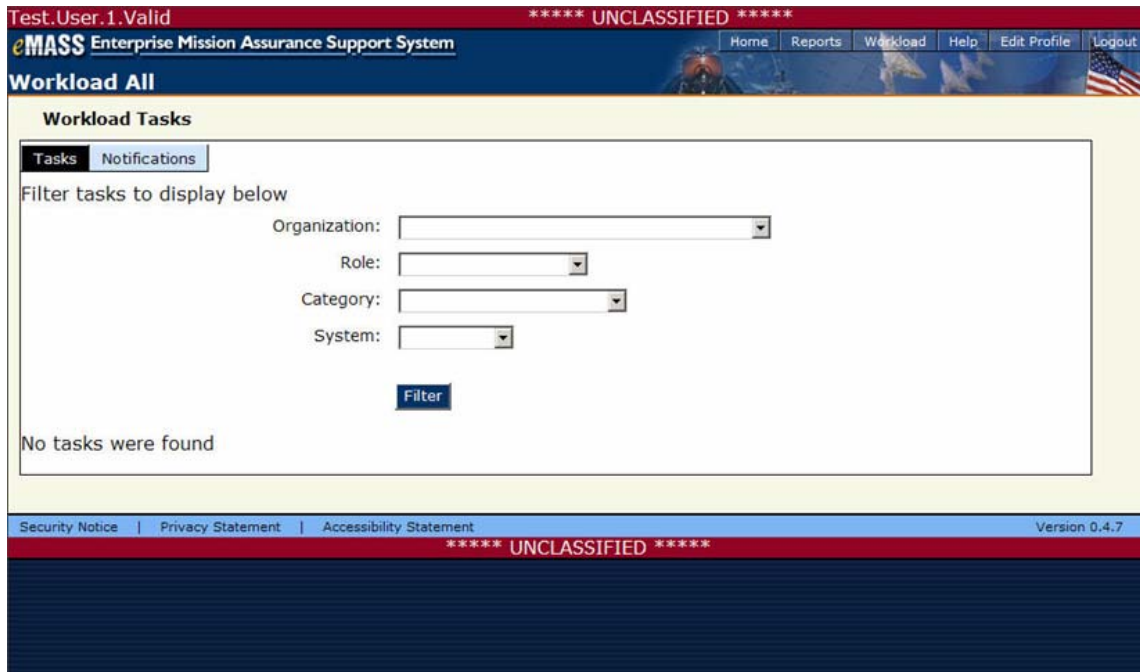 Test.User.1.Valid ***** UNCLASSIFIED *****
eMASS Enterprise Mission Assurance Support System Home Reports Workload Help Edit Profile Logout
Workload All
Workload Tasks
Tasks Notifications
Filter tasks to display below
Organization:
Role:
Category:
System:
Filter
No tasks were found
Security Notice | Privacy Statement | Accessibility Statement Version 0.4.7
***** UNCLASSIFIED *****